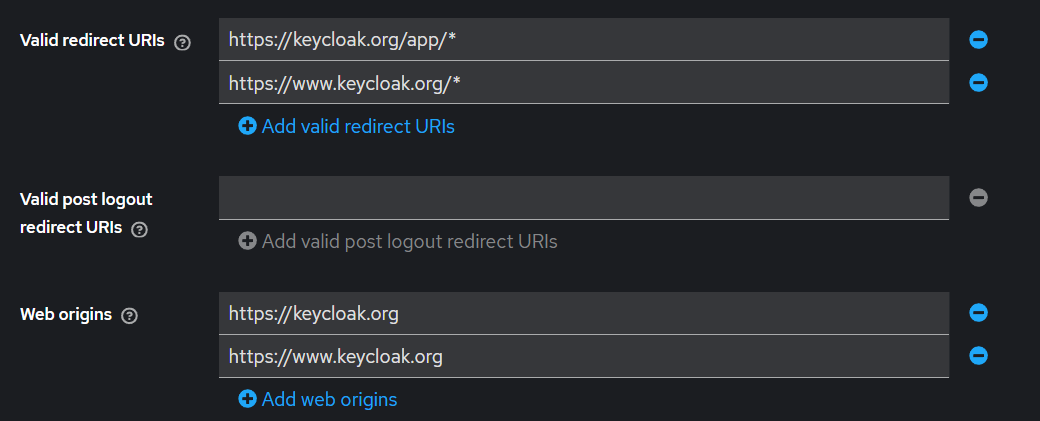 Valid redirect URIs
https://keycloak.org/app/*
https://www.keycloak.org/*
Add valid redirect URIs
Valid post logout
redirect URIs
Add valid post logout redirect URIs
Web origins
https://keycloak.org
https://www.keycloak.org
Add web origins